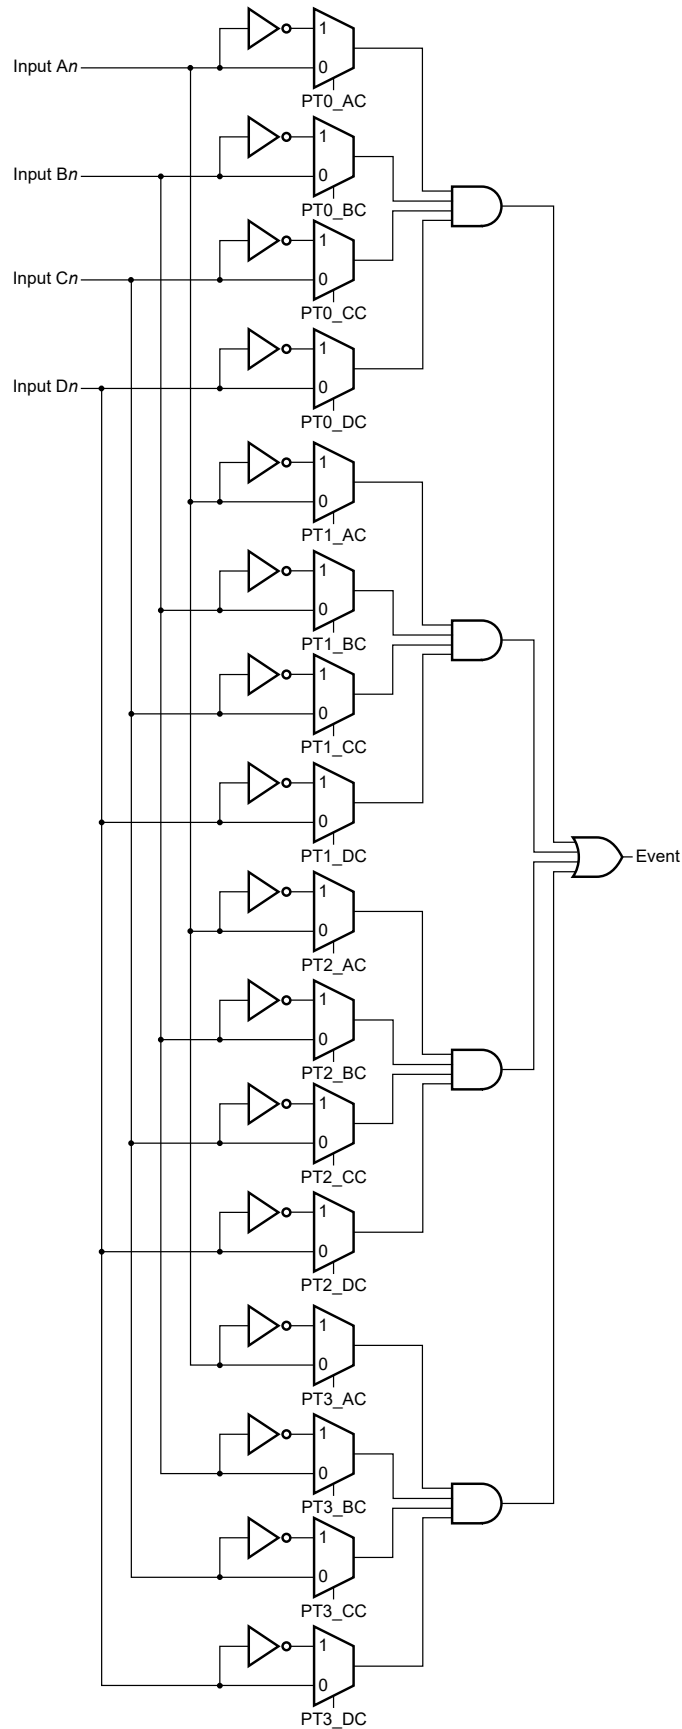 1
Input An
0
PT0_AC
1
Input Bn
0
PT0_BC
1
Input Cn
0
PT0_CC
1
Input Dn
0
PT0_DC
1
0
PT1_AC
1
0
PT1_BC
1
0
PT1_CC
1
0
PT1_DC
Event
1
0
PT2_AC
1
0
PT2_BC
1
0
PT2_CC
1
0
PT2_DC
1
0
PT3_AC
1
0
PT3_BC
1
0
PT3_CC
1
0
PT3_DC